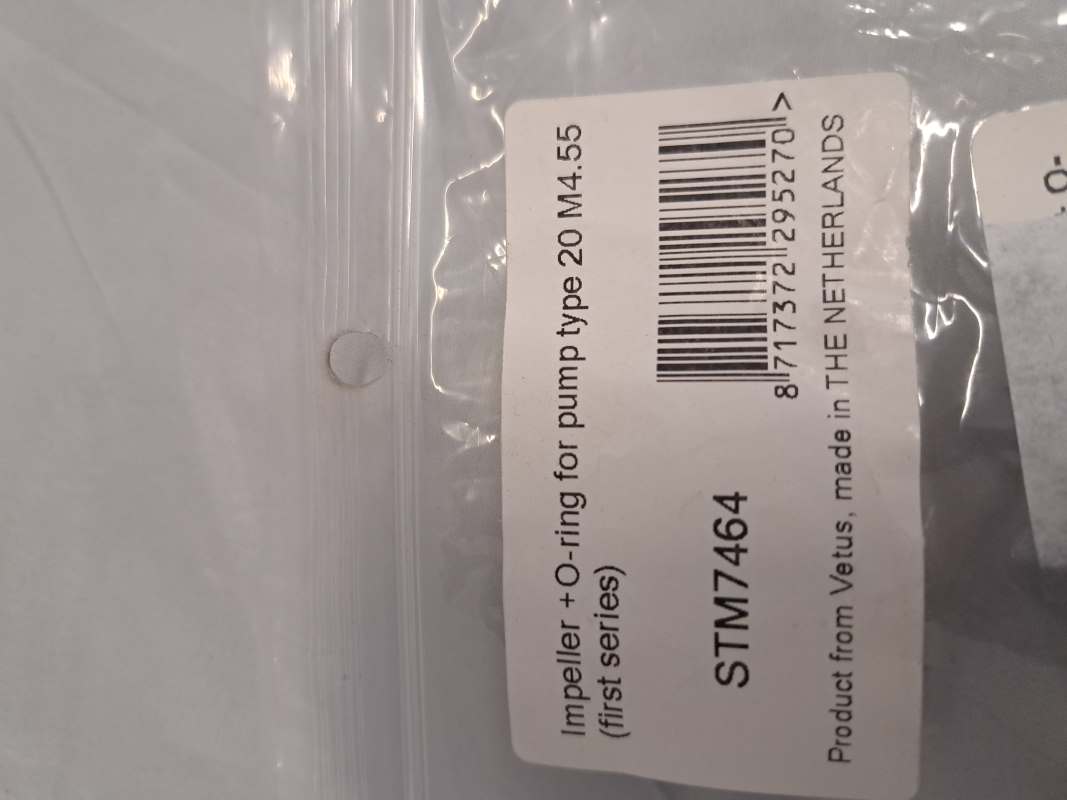 Impeller + O-ring for pump type 20 M4.55
(first series)
STM7464
8 717372 295270 >
Product from Vetus, made in THE NETHERLANDS